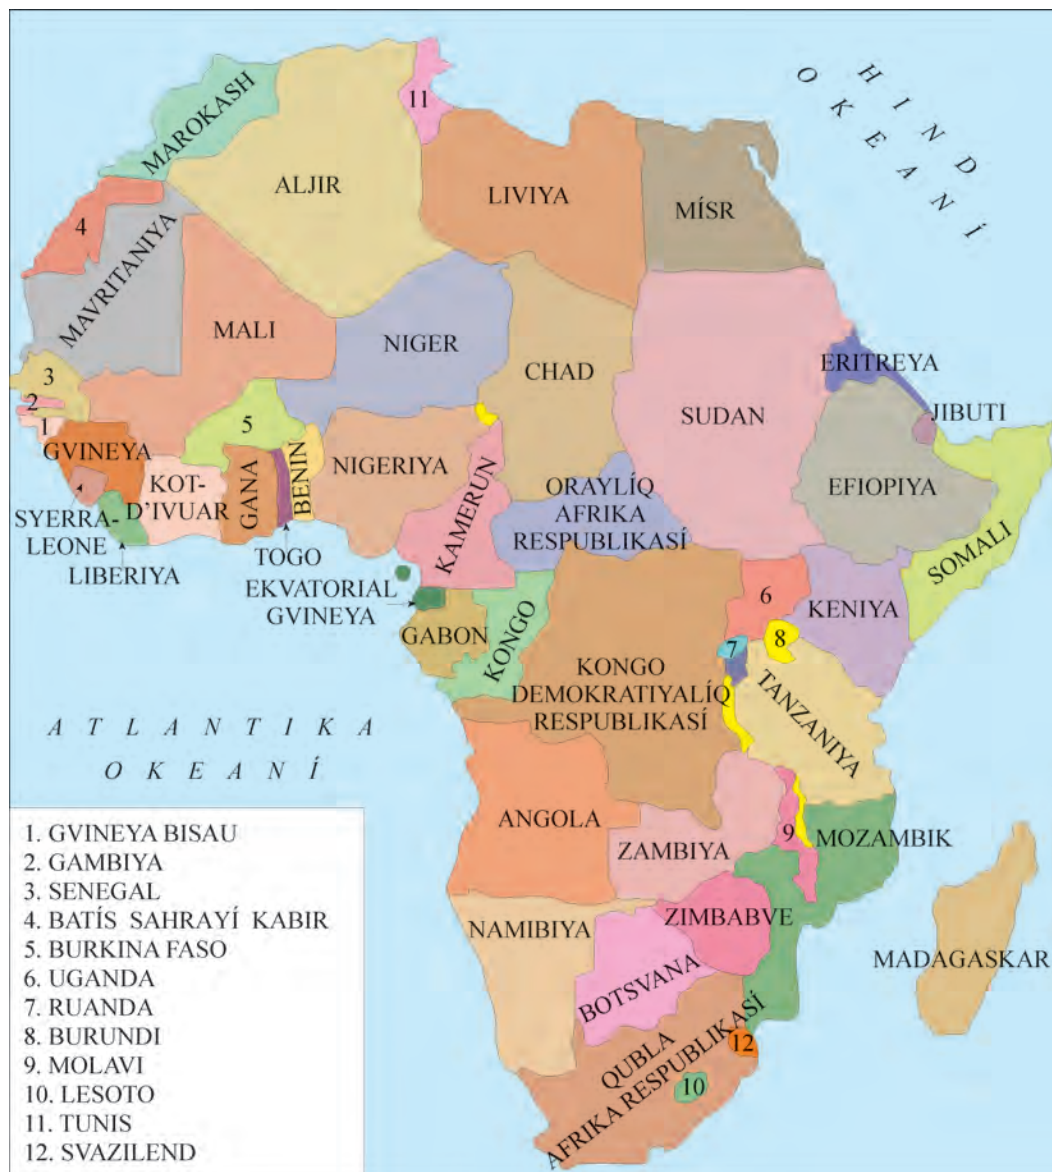 HIND
OKEANÍ
MAROKASH
11
ALJIR
LIVIYA
MÍSR
4
MAVRITANIYA
MALI
NIGER
CHAD
SUDAN
ERITREYA
JIBUTI
3
2
1
5
GVINEYA
KOT-
D’IVUAR
GANA
BENIN
NIGERIYA
KAMERUN
ORAYLÍQ
AFRIKA
RESPUBLIKASÍ
EFIOPIYA
SOMALI
SYERRA-
LEONE
LIBERIYA
TOGO
EKVATORIAL
GVINEYA
GABON
KONGO
6
KENIYA
7
8
KONGO
DEMOKRATIYALÍQ
RESPUBLIKASÍ
TANZANIYA
ATLANTIKA
OKEANÍ
ANGOLA
ZAMBIYA
9
MOZAMBIK
NAMIBIYA
ZIMBABVE
BOTSVANA
MADAGASKAR
QUBLA
AFRIKA RESPUBLIKASÍ
12
10
1. GVINEYA BISAU
2. GAMBIYA
3. SENEGAL
4. BATÍS SAHRAYÍ KABIR
5. BURKINA FASO
6. UGANDA
7. RUANDA
8. BURUNDI
9. MOLAVI
10. LESOTO
11. TUNIS
12. SVAZILEND